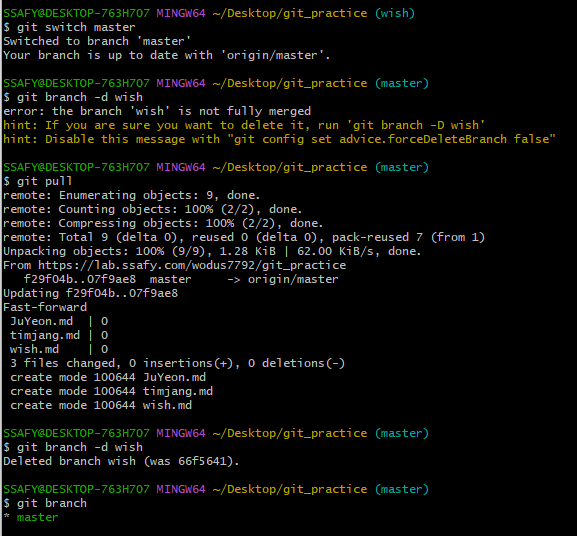 SSAFY@DESKTOP-763H707 MINGW64 ~/Desktop/git_practice (wish)
$ git switch master
Switched to branch 'master'
Your branch is up to date with 'origin/master'.
SSAFY@DESKTOP-763H707 MINGW64 ~/Desktop/git_practice (master)
$ git branch -d wish
error: the branch 'wish' is not fully merged
hint: If you are sure you want to delete it, run 'git branch -D wish'
hint: Disable this message with "git config set advice.forceDeleteBranch false"
SSAFY@DESKTOP-763H707 MINGW64 ~/Desktop/git_practice (master)
$ git pull
remote: Enumerating objects: 9, done.
remote: Counting objects: 100% (2/2), done.
remote: Compressing objects: 100% (2/2), done.
remote: Total 9 (delta 0), reused 0 (delta 0), pack-reused 7 (from 1)
Unpacking objects: 100% (9/9), 1.28 KiB | 62.00 KiB/s, done.
From https://lab.ssafy.com/wodus7792/git_practice
   f29f04b..07f9ae8  master     -> origin/master
Updating f29f04b..07f9ae8
Fast-forward
 JuYeon.md  | 0
 timjang.md | 0
 wish.md    | 0
 3 files changed, 0 insertions(+), 0 deletions(-)
 create mode 100644 JuYeon.md
 create mode 100644 timjang.md
 create mode 100644 wish.md
SSAFY@DESKTOP-763H707 MINGW64 ~/Desktop/git_practice (master)
$ git branch -d wish
Deleted branch wish (was 66f5641).
SSAFY@DESKTOP-763H707 MINGW64 ~/Desktop/git_practice (master)
$ git branch
* master